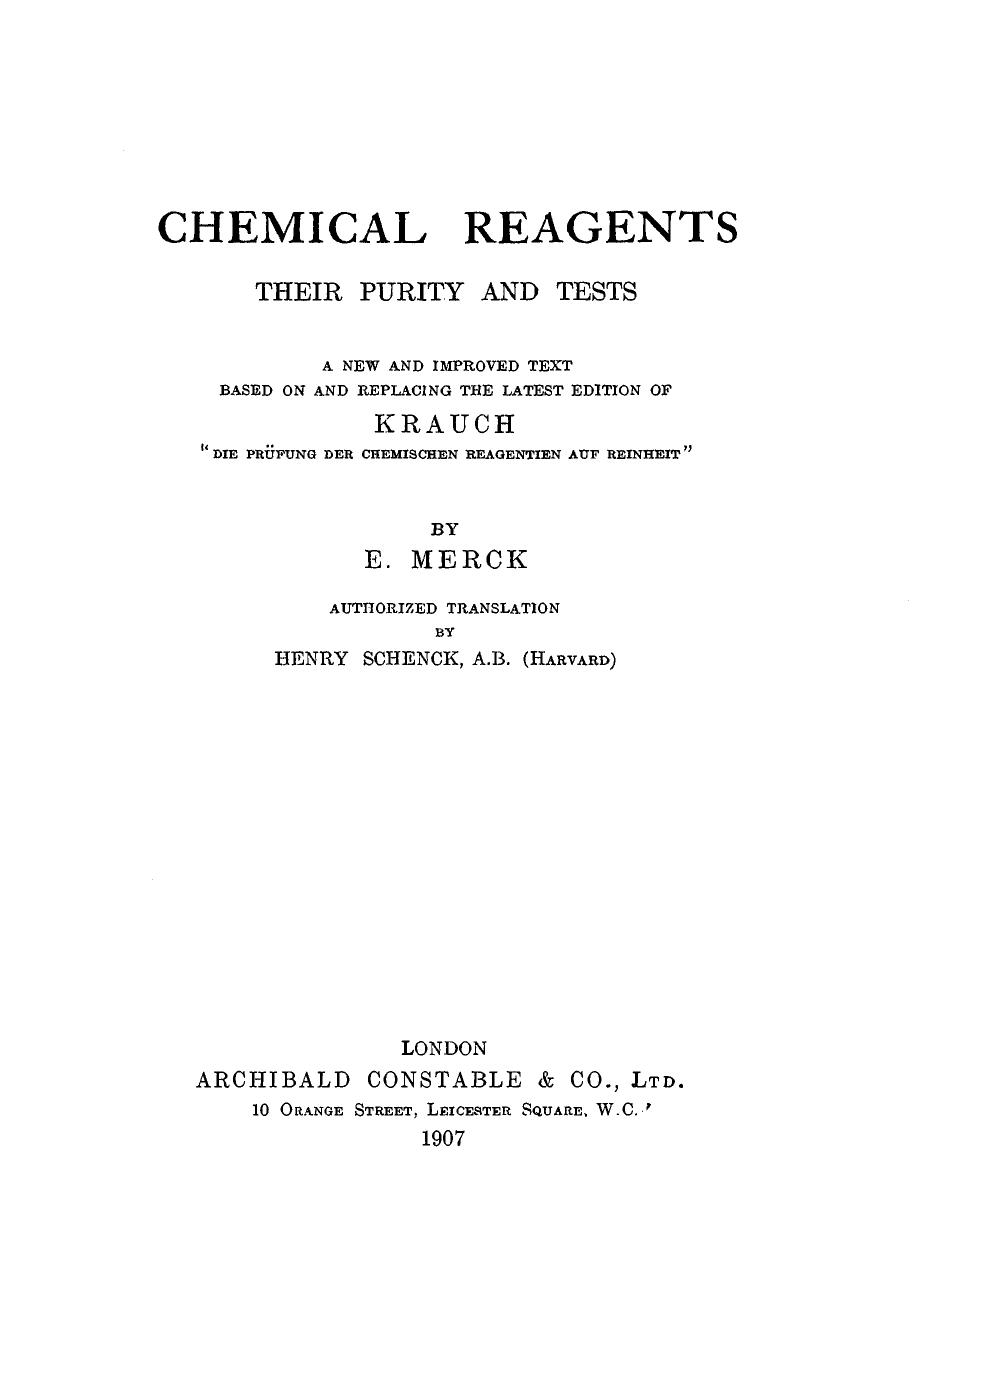 CHEMICAL REAGENTS
THEIR PURITY AND TESTS
A NEW AND IMPROVED TEXT
BASED ON AND REPLACING THE LATEST EDITION OF
KRAUCH
"DIE PRÜFUNG DER CHEMISCHEN REAGENTIEN AUF REINHEIT"
BY
E. MERCK
AUTHORIZED TRANSLATION
BY
HENRY SCHENCK, A.B. (HARVARD)
LONDON
ARCHIBALD CONSTABLE & CO., LTD.
10 ORANGE STREET, LEICESTER SQUARE, W.C.
1907